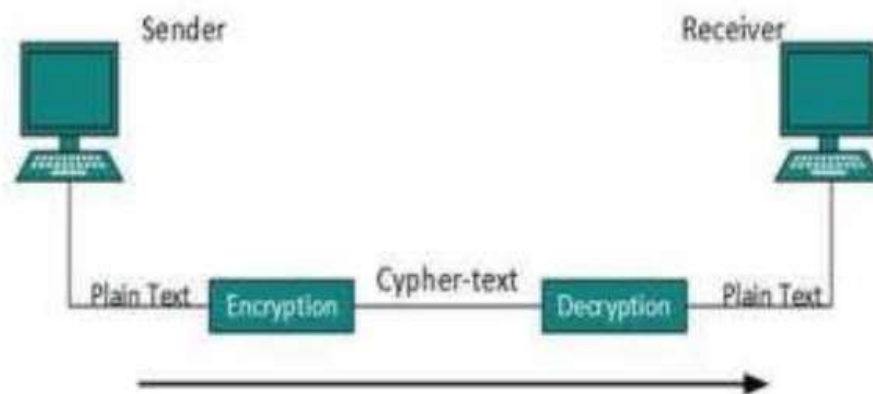 Sender
Receiver
Plain Text
Encryption
Cypher-text
Decryption
Plain Text